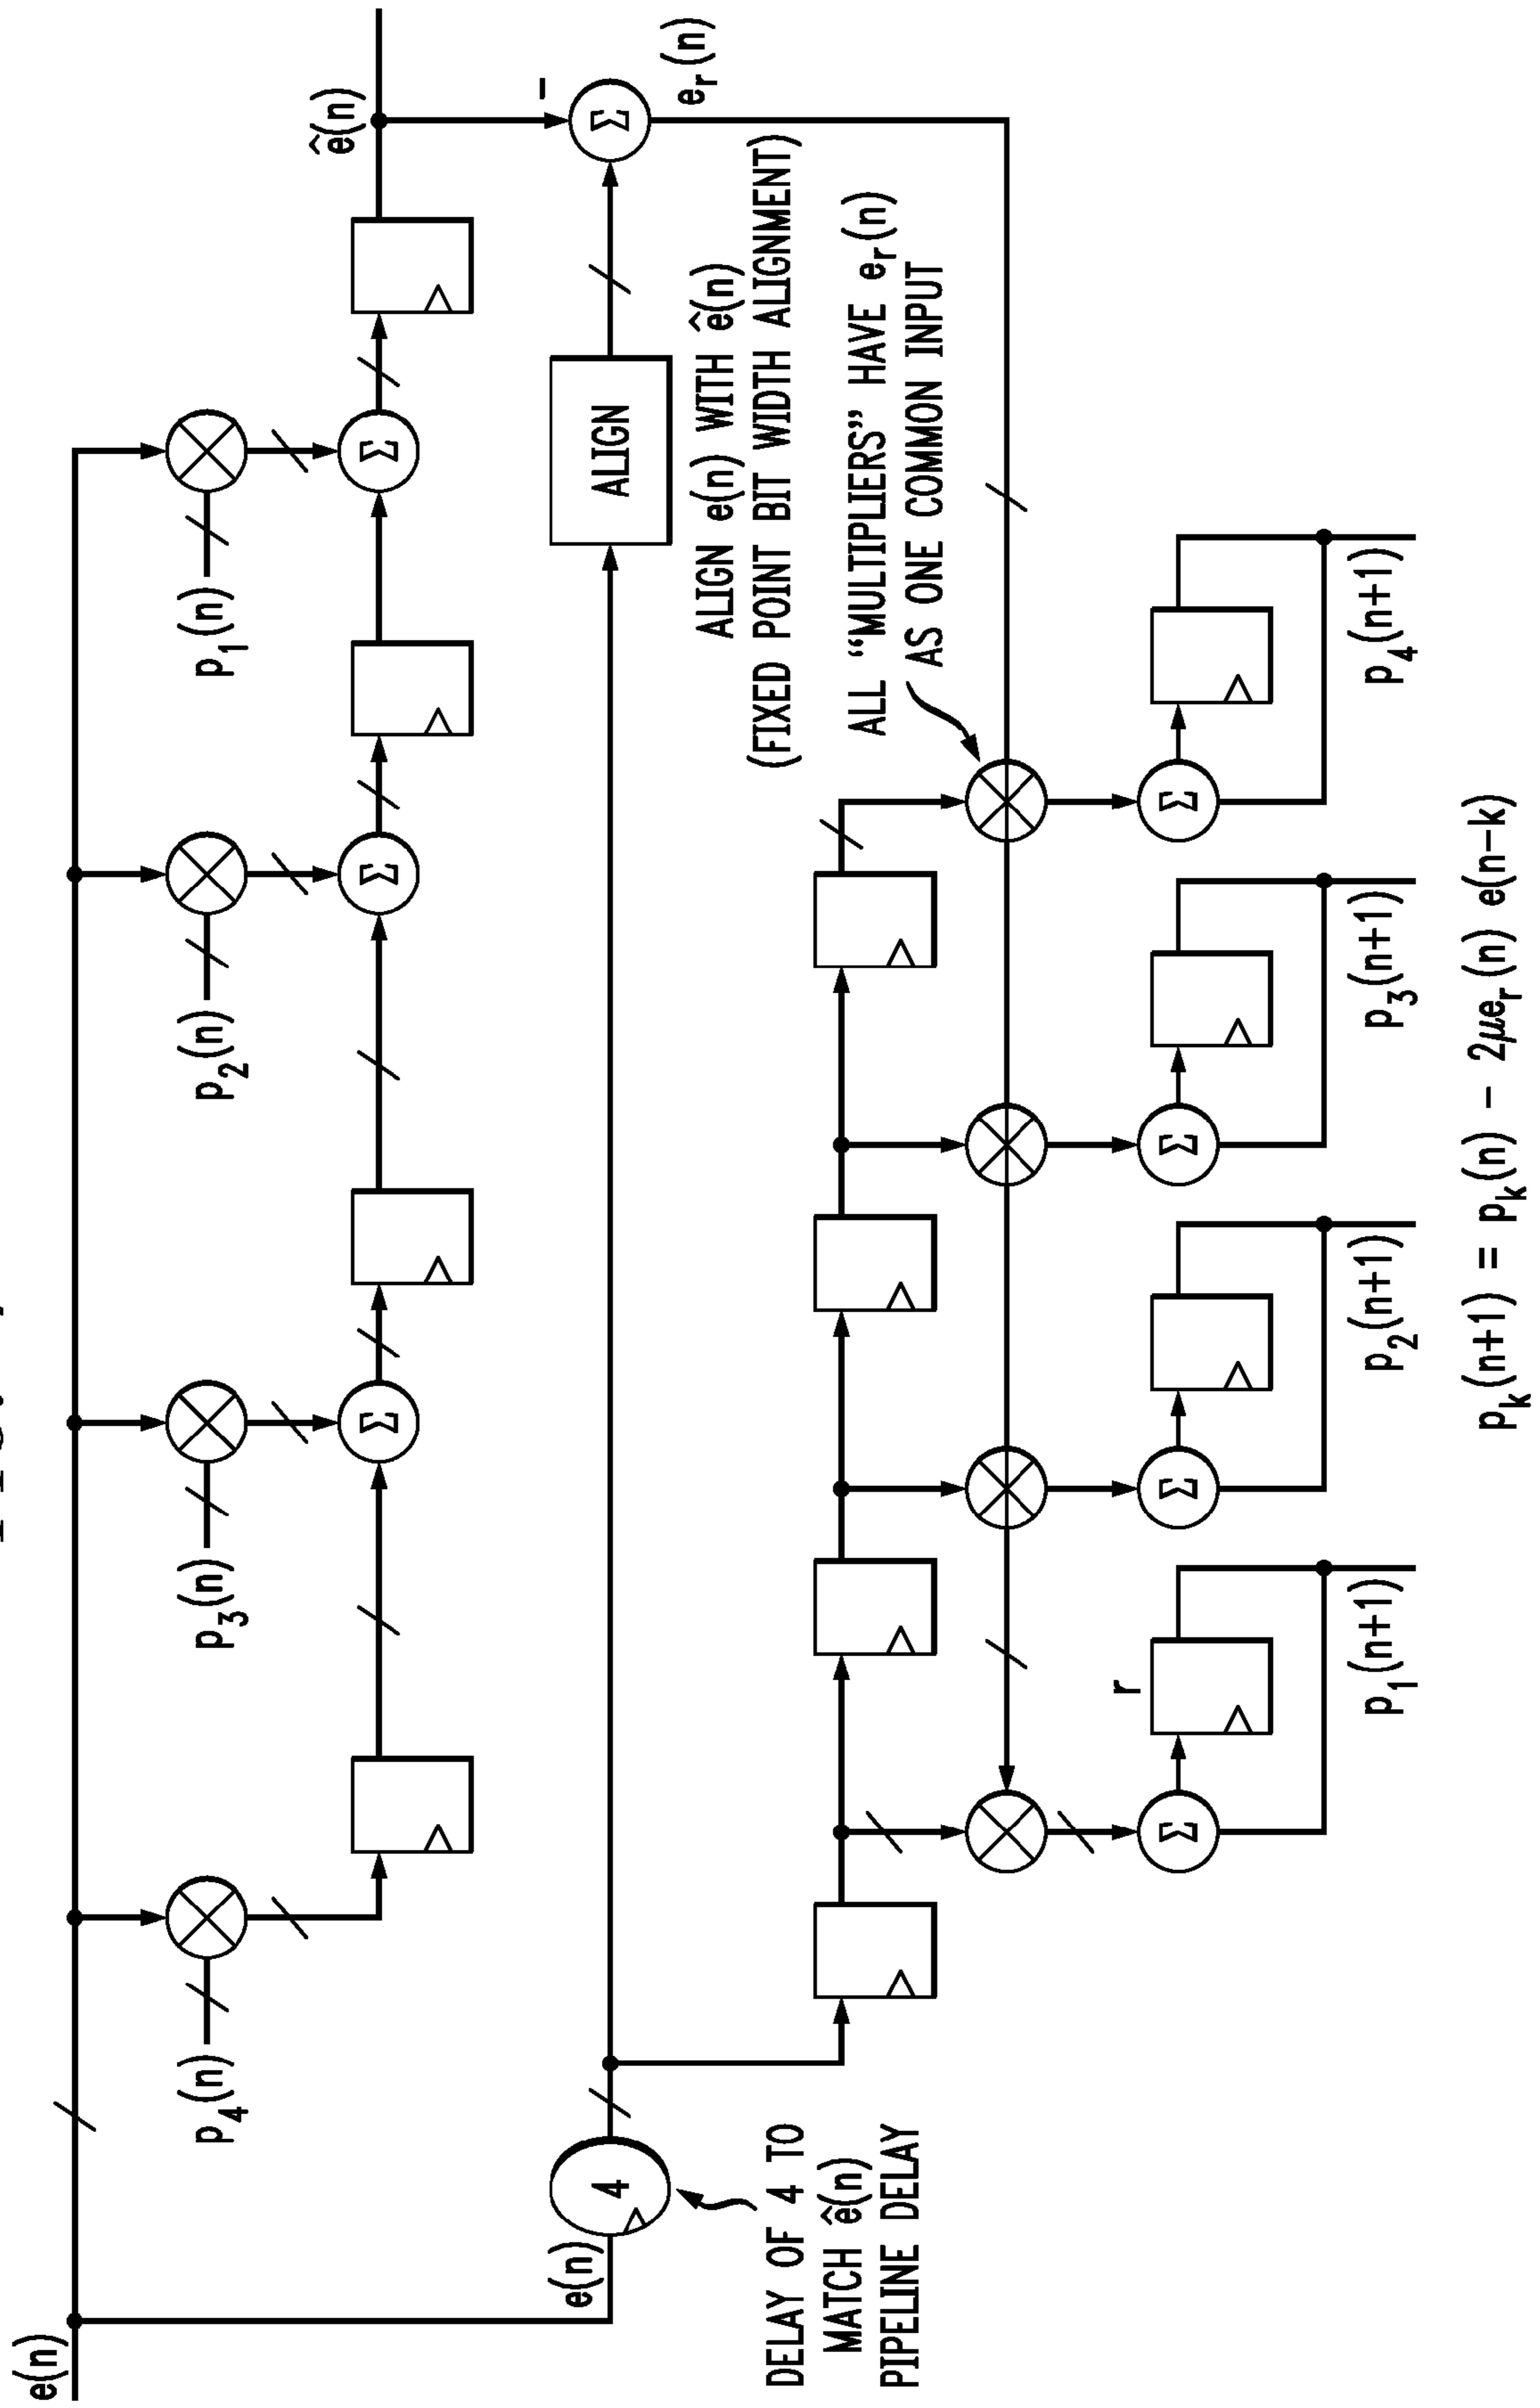 e(n)
p4(n)
p3(n)
p2(n)
p1(n)
ê(n)
Σ
Σ
Σ
e(n)
4
ALIGN
−
Σ
er(n)
DELAY OF 4 TO
MATCH ê(n)
PIPELINE DELAY
ALIGN e(n) WITH ê(n)
(FIXED POINT BIT WIDTH ALIGNMENT)
ALL “MULTIPLIERS” HAVE er(n)
AS ONE COMMON INPUT
r
Σ
Σ
Σ
Σ
p1(n+1)
p2(n+1)
p3(n+1)
p4(n+1)
pk(n+1) = pk(n) − 2μer(n) e(n−k)